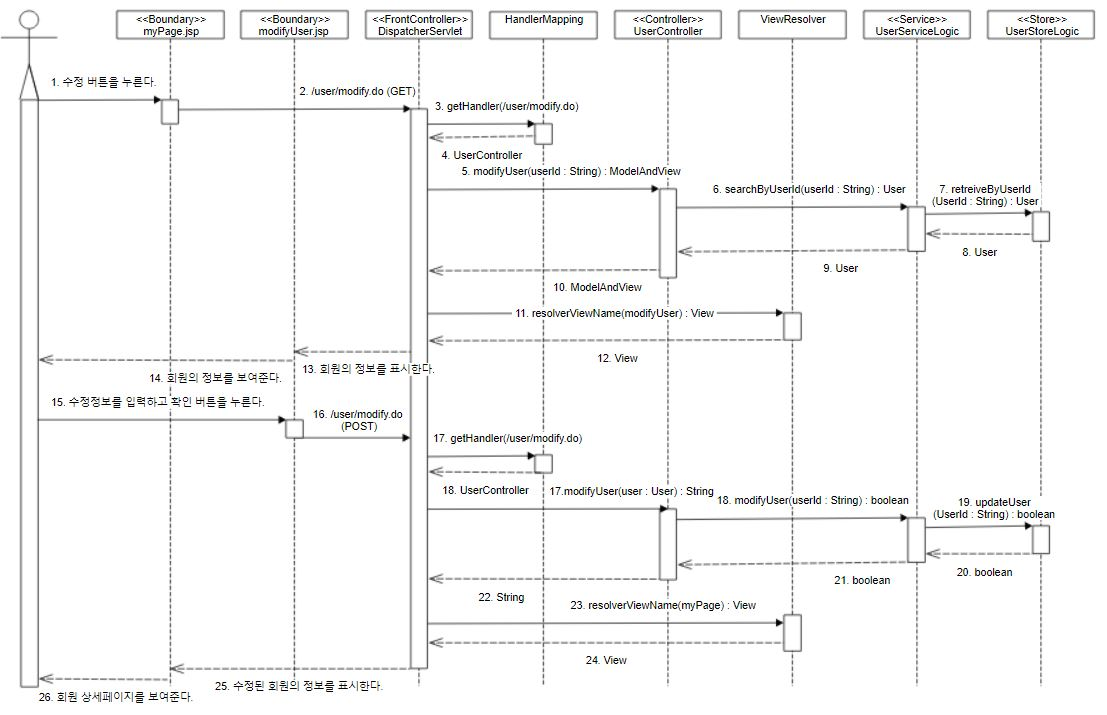 <<Boundary>>
myPage.jsp
<<Boundary>>
modifyUser.jsp
<<FrontController>>
DispatcherServlet
HandlerMapping
<<Controller>>
UserController
ViewResolver
<<Service>>
UserServiceLogic
<<Store>>
UserStoreLogic
1. 수정 버튼을 누른다.
2. /user/modify.do (GET)
3. getHandler(/user/modify.do)
4. UserController
5. modifyUser(userId : String) : ModelAndView
6. searchByUserId(userId : String) : User
7. retreiveByUserId
(UserId : String) : User
8. User
9. User
10. ModelAndView
11. resolverViewName(modifyUser) : View
12. View
13. 회원의 정보를 표시한다.
14. 회원의 정보를 보여준다.
15. 수정정보를 입력하고 확인 버튼을 누른다.
16. /user/modify.do
(POST)
17. getHandler(/user/modify.do)
18. UserController
17.modifyUser(user : User) : String
18. modifyUser(userId : String) : boolean
19. updateUser
(UserId : String) : boolean
20. boolean
21. boolean
22. String
23. resolverViewName(myPage) : View
24. View
25. 수정된 회원의 정보를 표시한다.
26. 회원 상세페이지를 보여준다.